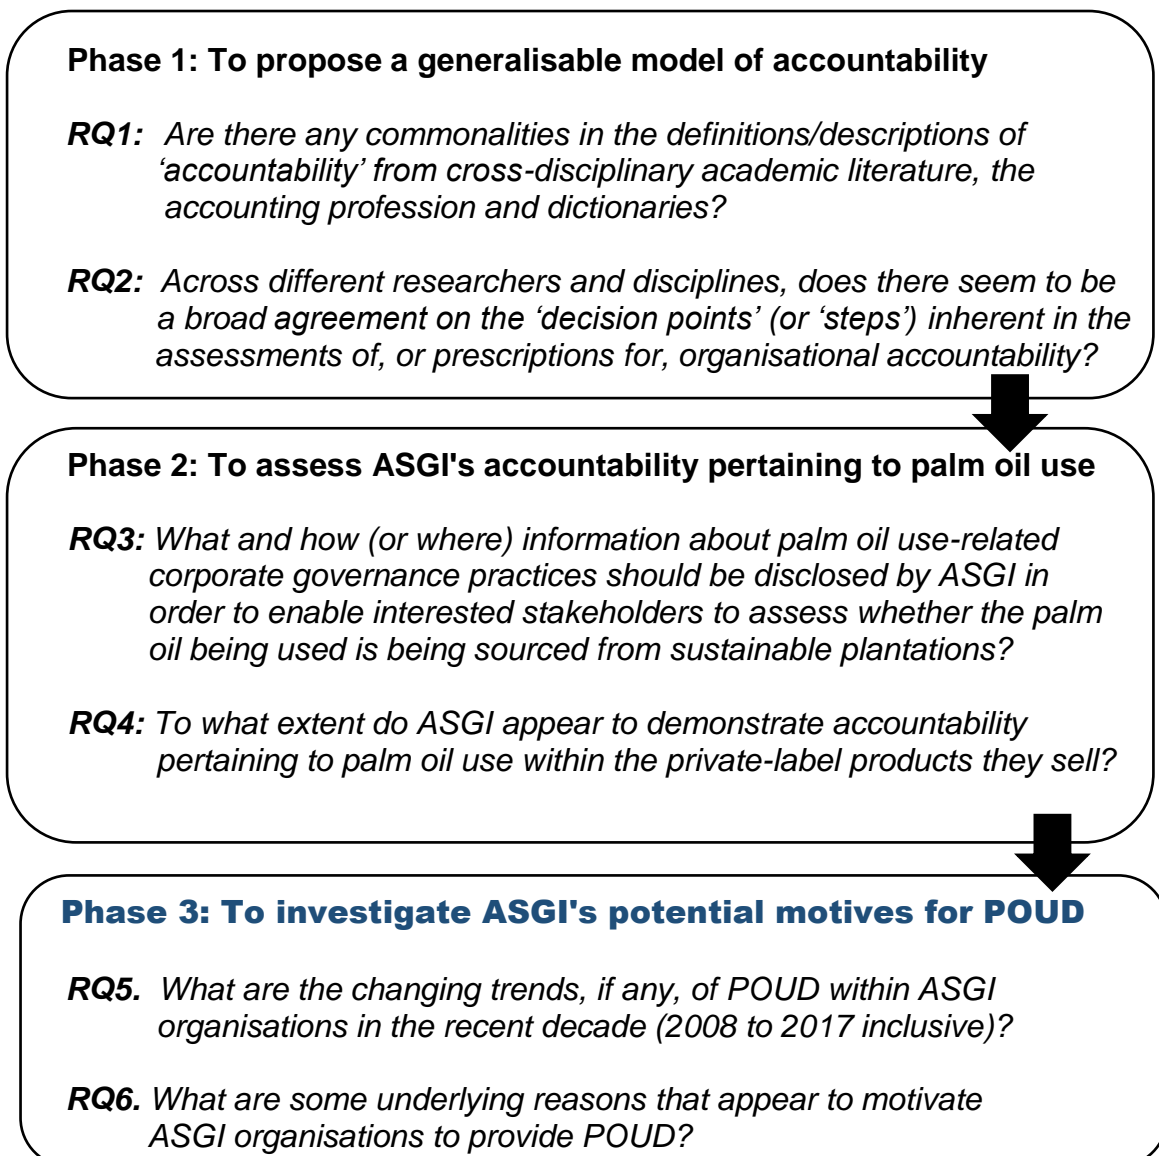 Phase 1: To propose a generalisable model of accountability
RQ1: Are there any commonalities in the definitions/descriptions of
‘accountability’ from cross-disciplinary academic literature, the
accounting profession and dictionaries?
RQ2: Across different researchers and disciplines, does there seem to be
a broad agreement on the ‘decision points’ (or ‘steps’) inherent in the
assessments of, or prescriptions for, organisational accountability?
Phase 2: To assess ASGI's accountability pertaining to palm oil use
RQ3: What and how (or where) information about palm oil use-related
corporate governance practices should be disclosed by ASGI in
order to enable interested stakeholders to assess whether the palm
oil being used is being sourced from sustainable plantations?
RQ4: To what extent do ASGI appear to demonstrate accountability
pertaining to palm oil use within the private-label products they sell?
Phase 3: To investigate ASGI's potential motives for POUD
RQ5. What are the changing trends, if any, of POUD within ASGI
organisations in the recent decade (2008 to 2017 inclusive)?
RQ6. What are some underlying reasons that appear to motivate
ASGI organisations to provide POUD?